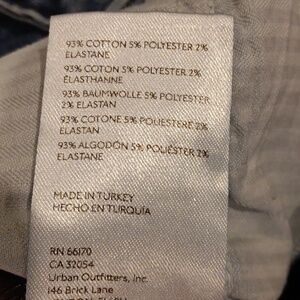 93% COTTON 5% POLYESTER 2%
ELASTANE
93% COTON 5% POLYESTER 2%
ÉLASTHANNE
93% BAUMWOLLE 5% POLYESTER
2% ELASTAN
93% COTONE 5% POLIESTERE 2%
ELASTAN
93% ALGODÓN 5% POLIÉSTER 2%
ELASTANE
MADE IN TURKEY
HECHO EN TURQUÍA
RN 66170
CA 32054
Urban Outfitters, Inc.
146 Brick Lane